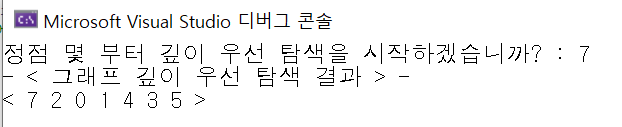 Microsoft Visual Studio 디버그 콘솔
정점 몇 부터 깊이 우선 탐색을 시작하겠습니까? : 7
- < 그래프 깊이 우선 탐색 결과 > -
< 7 2 0 1 4 3 5 >